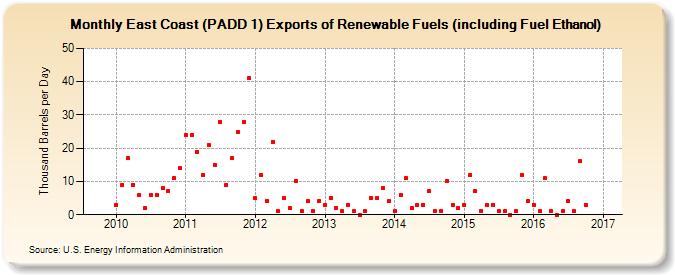 Monthly East Coast (PADD 1) Exports of Renewable Fuels (including Fuel Ethanol)
Thousand Barrels per Day
50
40
30
20
10
0
2010 2011 2012 2013 2014 2015 2016 2017
Source: U.S. Energy Information Administration